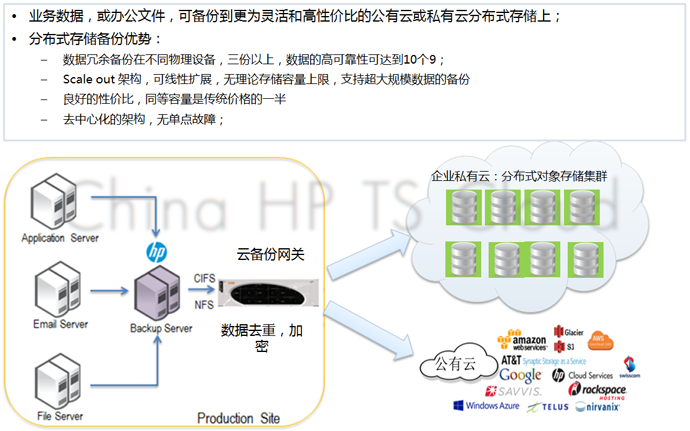 业务数据，或办公文件，可备份到更为灵活和高性价比的公有云或私有云分布式存储上；
分布式存储备份优势：
数据冗余备份在不同物理设备，三份以上，数据的高可靠性可达到10个9；
Scale out 架构，可线性扩展，无理论存储容量上限，支持超大规模数据的备份
良好的性价比，同等容量是传统价格的一半
去中心化的架构，无单点故障；
China HP TS Cloud
企业私有云：分布式对象存储集群
Application Server
hp
云备份网关
CIFS
NFS
Email Server
Backup Server
数据去重，加
密
File Server
Production Site
公有云
amazon
webservices
Glacier
S3
AWS
AT&T Synaptic Storage as a Service
Google
hp Cloud Services
swisscom
SAVVIS.
rackspace
HOSTING
Windows Azure
TELUS
nirvanix